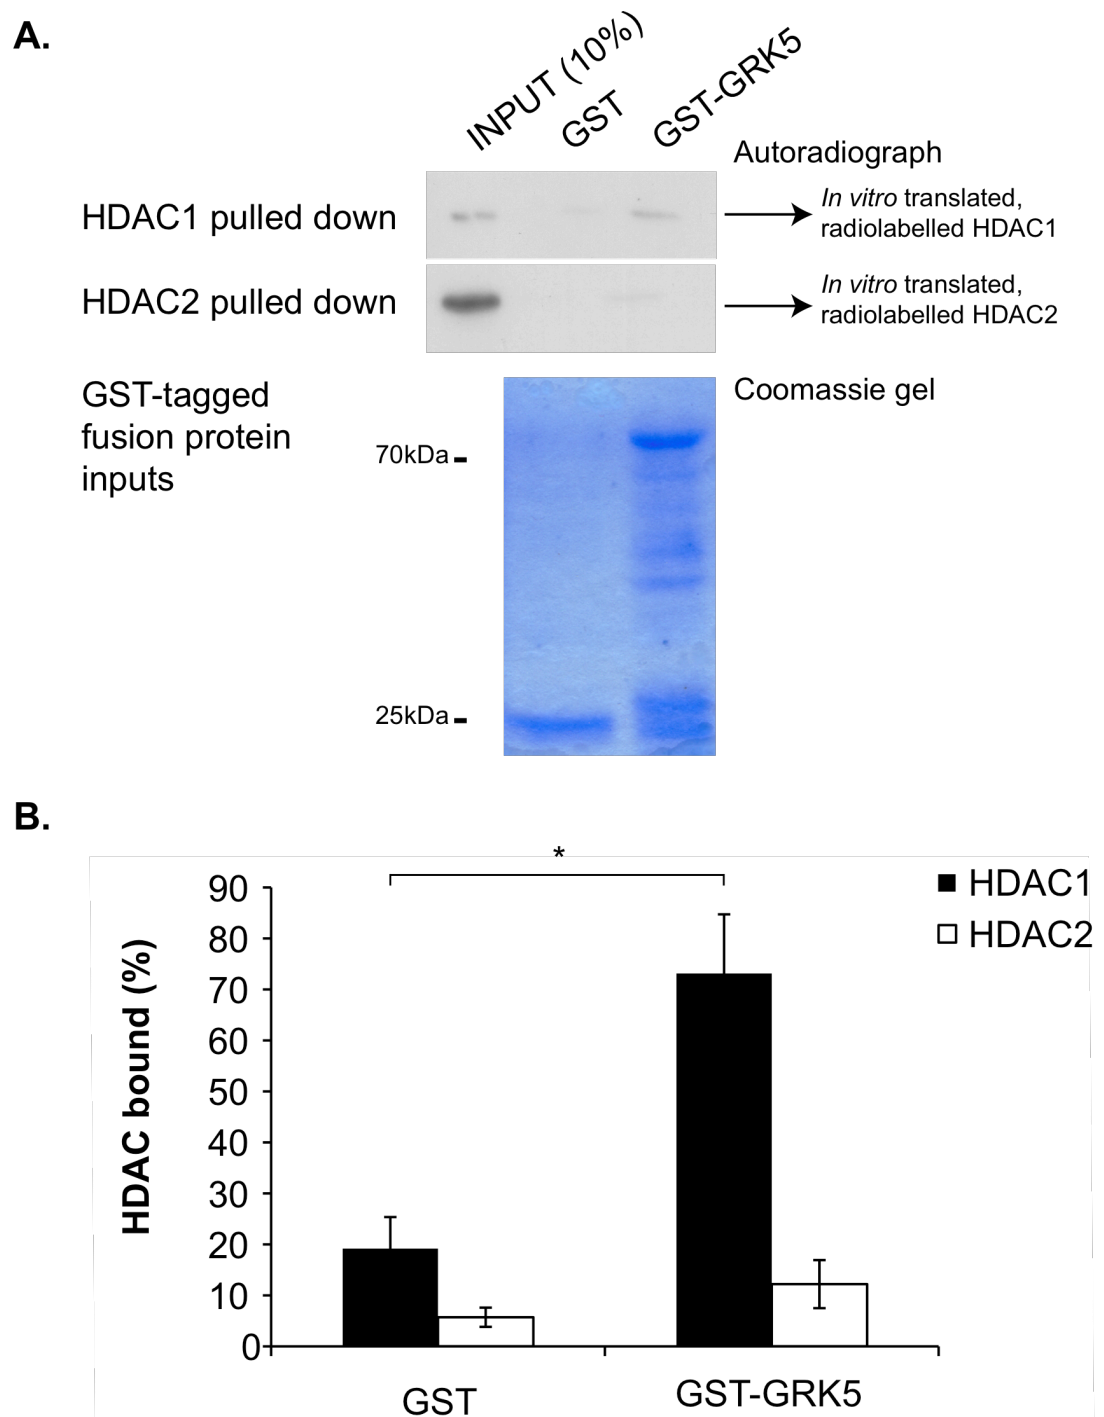 A.
INPUT (10%)
GST
GST-GRK5
Autoradiograph
HDAC1 pulled down
In vitro translated,
radiolabelled HDAC1
HDAC2 pulled down
In vitro translated,
radiolabelled HDAC2
GST-tagged
fusion protein
inputs
Coomassie gel
70kDa
25kDa
B.
*
HDAC1
HDAC2
HDAC bound (%)
90
80
70
60
50
40
30
20
10
0
GST
GST-GRK5